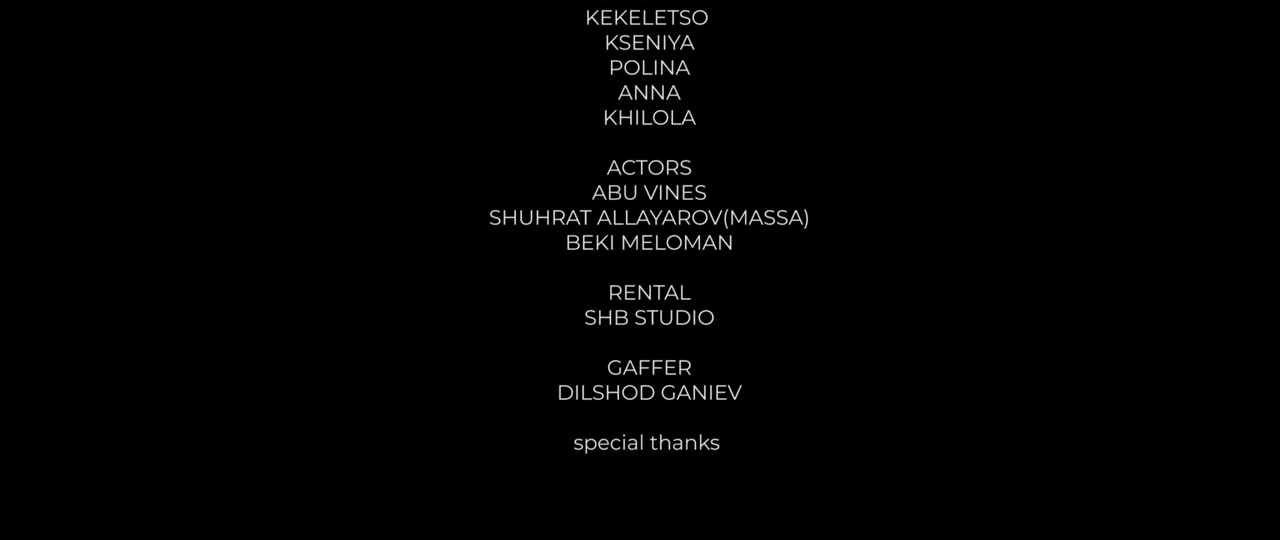 KEKELETSO
KSENIYA
POLINA
ANNA
KHILOLA
ACTORS
ABU VINES
SHUHRAT ALLAYAROV(MASSA)
BEKI MELOMAN
RENTAL
SHB STUDIO
GAFFER
DILSHOD GANIEV
special thanks